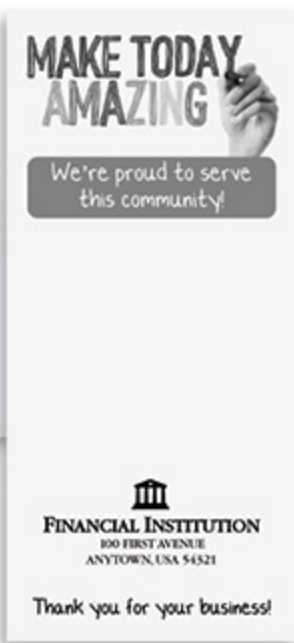 MAKE TODAY
AMAZING
We're proud to serve
this community!
FINANCIAL INSTITUTION
100 FIRST AVENUE
ANYTOWN, USA 54321
Thank you for your business!